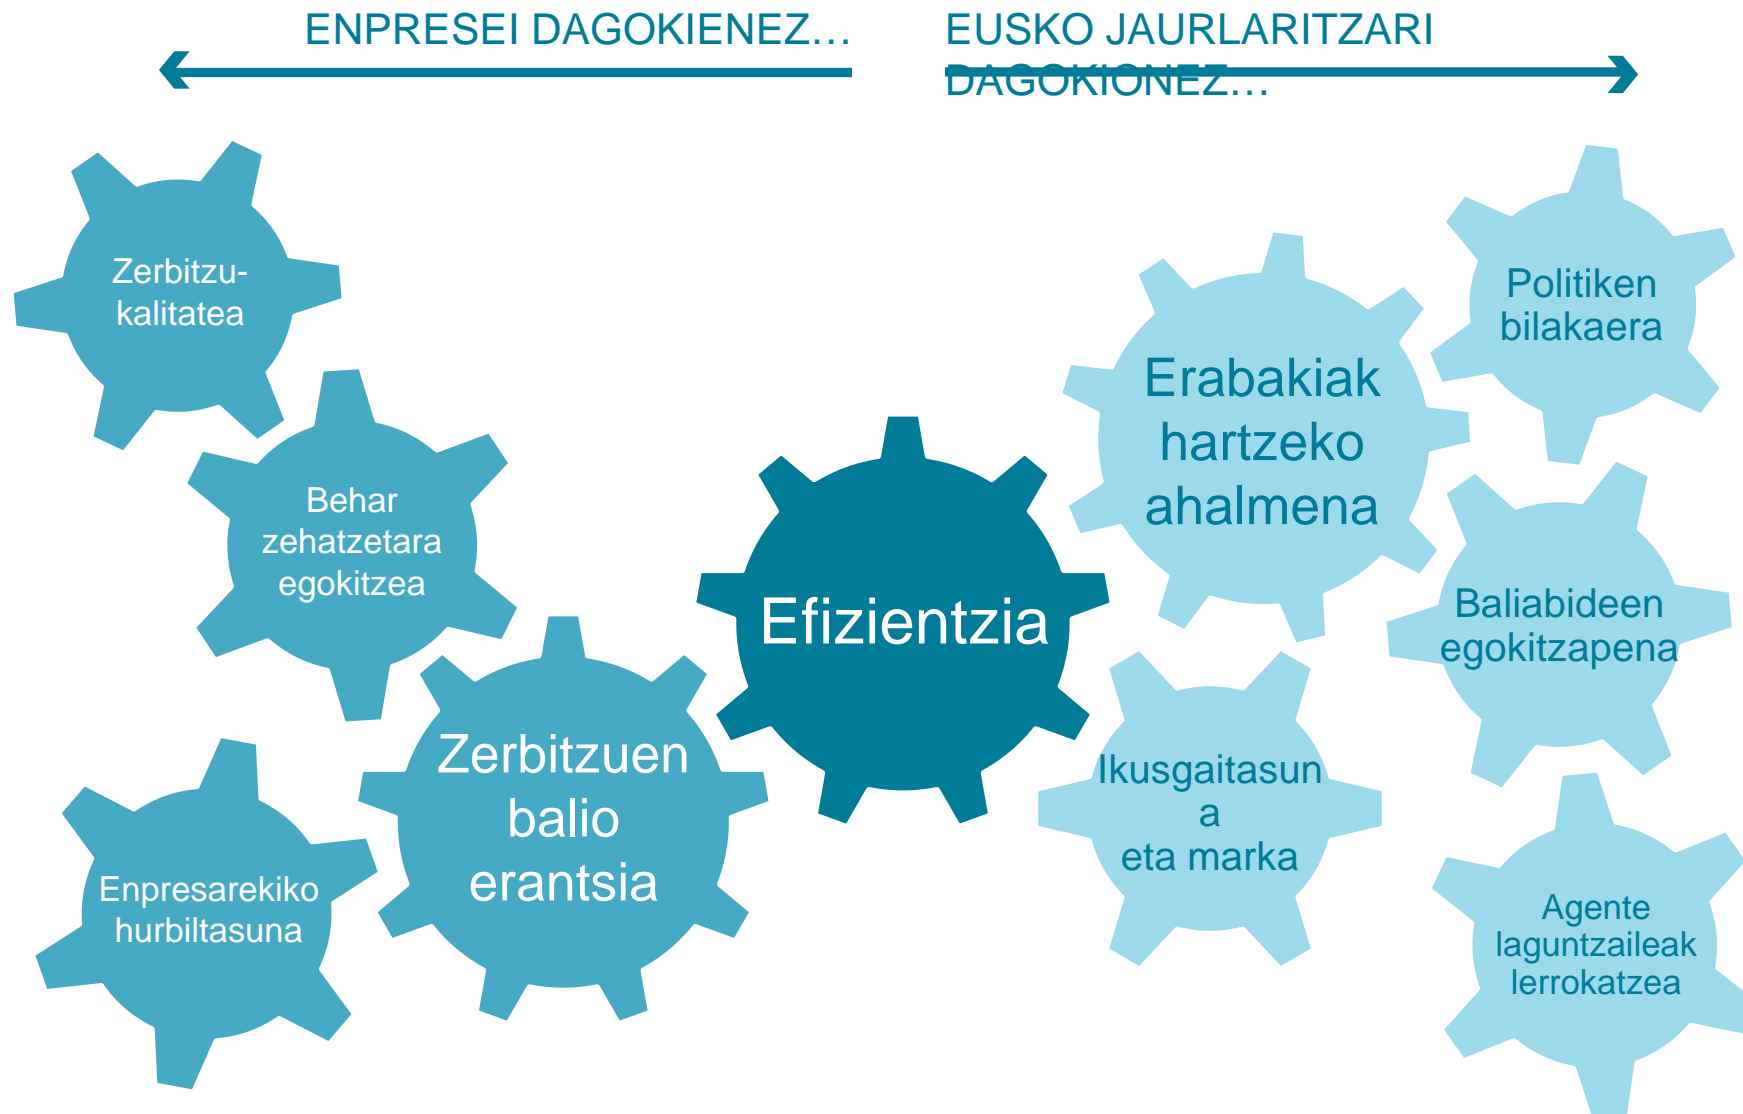 ENPRESEI DAGOKIENEZ…
EUSKO JAURLARITZARI
DAGOKIONEZ…
Zerbitzu-
kalitatea
Behar
zehatzetara
egokitzea
Enpresarekiko
hurbiltasuna
Zerbitzuen
balio
erantsia
Efizientzia
Erabakiak
hartzeko
ahalmena
Ikusgaitasun
a
eta marka
Politiken
bilakaera
Baliabideen
egokitzapena
Agente
laguntzaileak
lerrokatzea